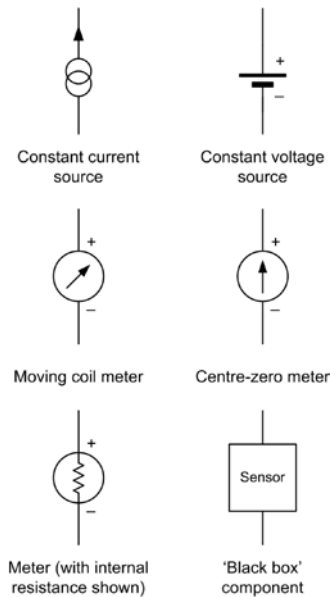 +
−
Constant current
source
Constant voltage
source
+
−
+
−
Moving coil meter
Centre-zero meter
+
−
Sensor
Meter (with internal
resistance shown)
'Black box'
component